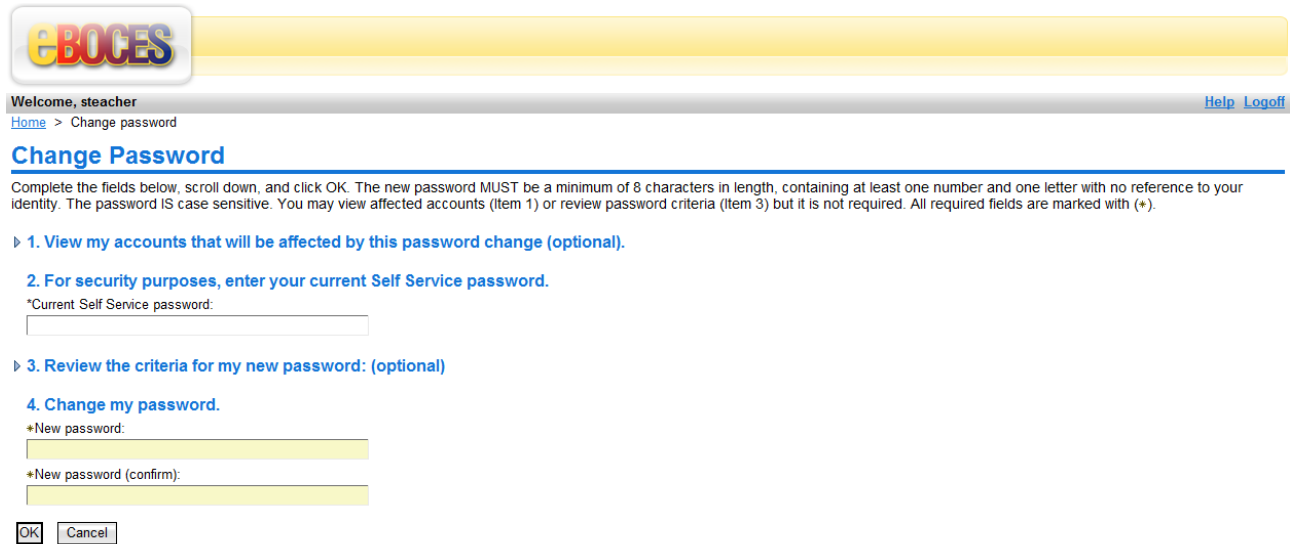 eBOCES
Welcome, steacher
Help Logoff
Home > Change password
Change Password
Complete the fields below, scroll down, and click OK. The new password MUST be a minimum of 8 characters in length, containing at least one number and one letter with no reference to your
identity. The password IS case sensitive. You may view affected accounts (Item 1) or review password criteria (Item 3) but it is not required. All required fields are marked with (*).
1. View my accounts that will be affected by this password change (optional).
2. For security purposes, enter your current Self Service password.
*Current Self Service password:
3. Review the criteria for my new password: (optional)
4. Change my password.
*New password:
*New password (confirm):
OK Cancel